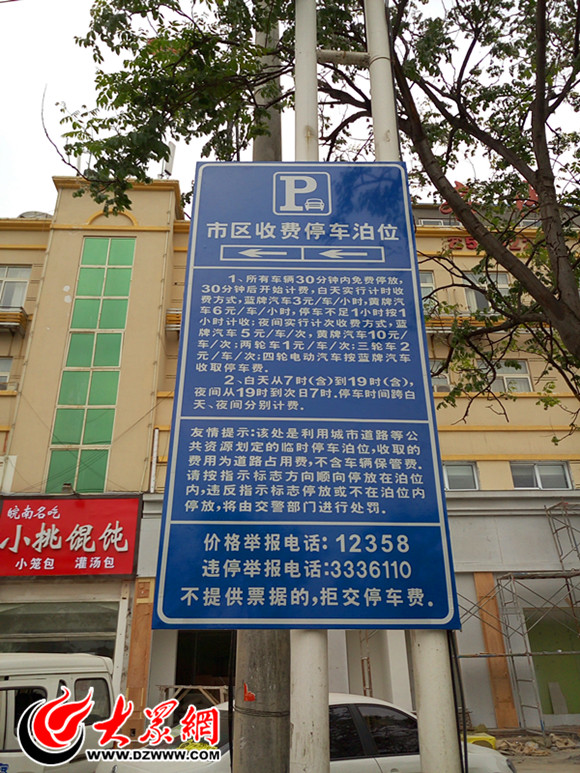 P
市区收费停车泊位
1、所有车辆30分钟内免费停放,
30分钟后开始计费,白天实行计时收
费方式,蓝牌汽车3元/车/小时,黄牌汽
车6元/车/小时,停车不足1小时按1
小时计收;夜间实行计次收费方式,蓝
牌汽车5元/车/次,黄牌汽车10元/
车/次;两轮车1元/车/次;三轮车2
元/车/次;四轮电动汽车按蓝牌汽车
收取停车费。
2、白天从7时(含)到19时(含),
夜间从19时到次日7时.停车时间跨白
天、夜间分别计费。
友情提示:该处是利用城市道路等公
共资源划定的临时停车泊位,收取的
费用为道路占用费,不含车辆保管费.
请按指示标志方向顺向停放在泊位
内,违反指示标志停放或不在泊位内
停放,将由交警部门进行处罚.
价格举报电话:12358
违停举报电话:3336110
不提供票据的,拒交停车费.
皖南名吃
小挑馄饨
小笼包 灌汤包
大眾網
WWW.DZWWW.COM